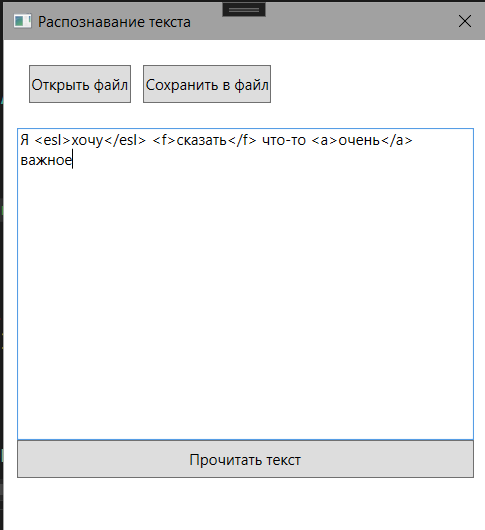 Распознавание текста
Открыть файл Сохранить в файл
Я <esl>хочу</esl> <f>сказать</f> что-то <a>очень</a>
важное
Прочитать текст